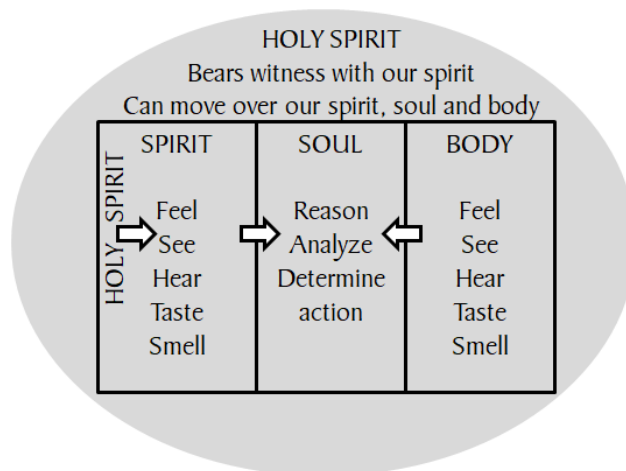 HOLY SPIRIT
Bears witness with our spirit
Can move over our spirit, soul and body
HOLY SPIRIT
SPIRIT
Feel
See
Hear
Taste
Smell
SOUL
Reason
Analyze
Determine
action
BODY
Feel
See
Hear
Taste
Smell